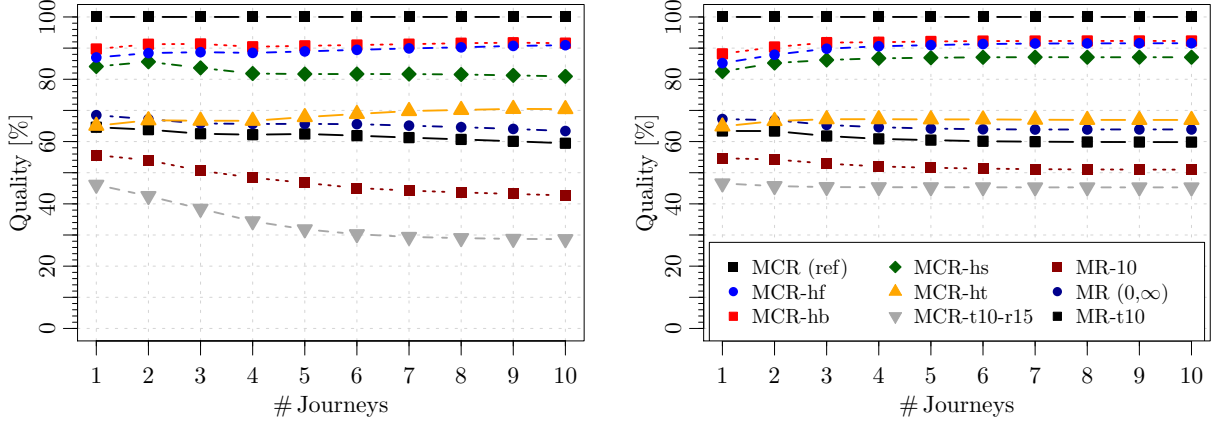 Quality [%]
100
80
60
40
20
0
1 2 3 4 5 6 7 8 9 10
# Journeys
Quality [%]
100
80
60
40
20
0
MCR (ref) MCR-hs MR-10
MCR-hf MCR-ht MR (0,∞)
MCR-hb MCR-t10-r15 MR-t10
1 2 3 4 5 6 7 8 9 10
# Journeys